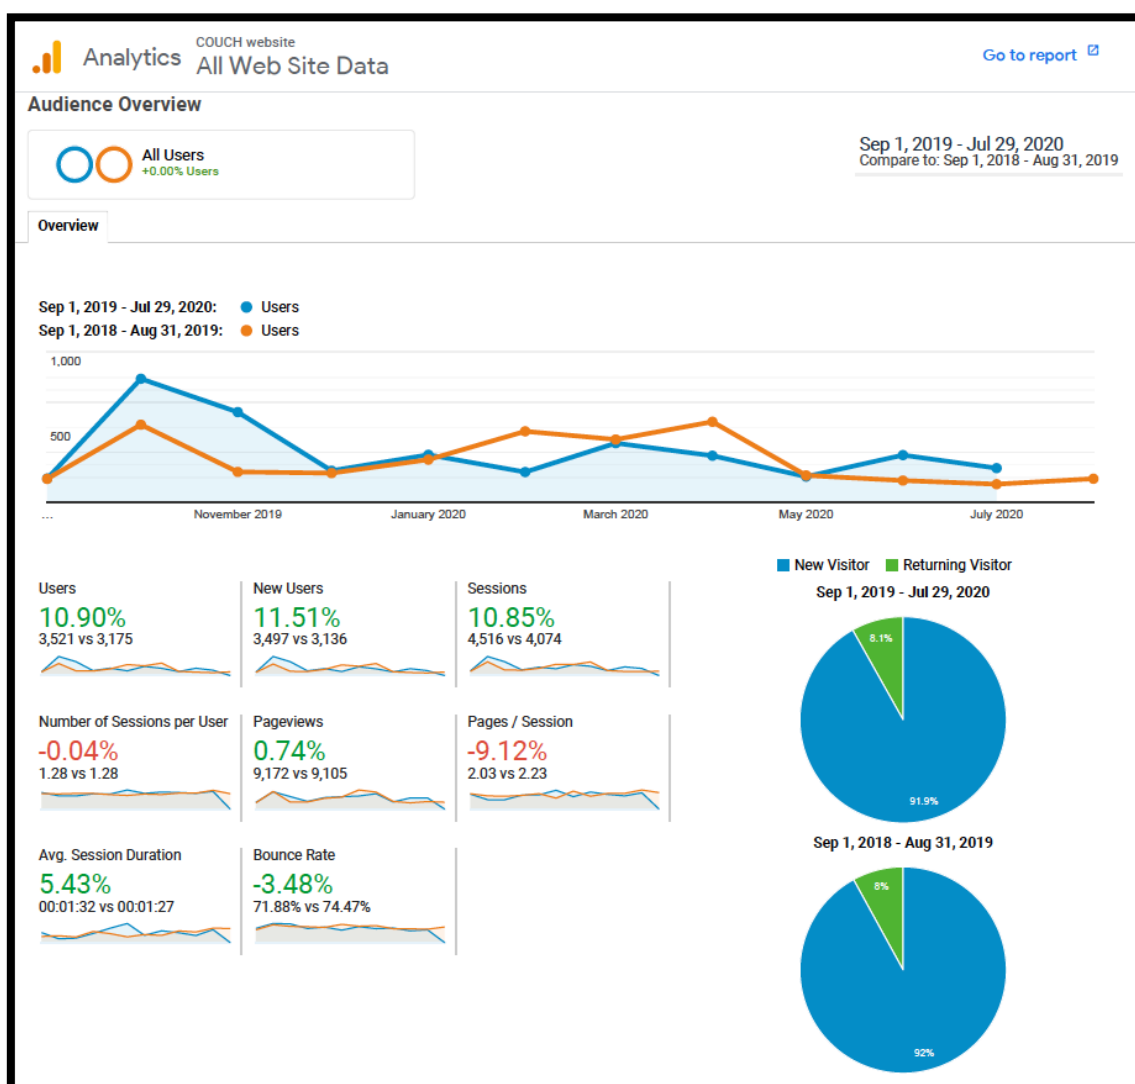 Analytics
COUCH website
All Web Site Data
Go to report
Audience Overview
All Users
+0.00% Users
Sep 1, 2019 - Jul 29, 2020
Compare to: Sep 1, 2018 - Aug 31, 2019
Overview
Sep 1, 2019 - Jul 29, 2020: Users
Sep 1, 2018 - Aug 31, 2019: Users
1,000
500
... November 2019 January 2020 March 2020 May 2020 July 2020
New Visitor Returning Visitor
Sep 1, 2019 - Jul 29, 2020
8.1%
91.9%
Sep 1, 2018 - Aug 31, 2019
8%
92%
Users
10.90%
3,521 vs 3,175
New Users
11.51%
3,497 vs 3,136
Sessions
10.85%
4,516 vs 4,074
Number of Sessions per User
-0.04%
1.28 vs 1.28
Pageviews
0.74%
9,172 vs 9,105
Pages / Session
-9.12%
2.03 vs 2.23
Avg. Session Duration
5.43%
00:01:32 vs 00:01:27
Bounce Rate
-3.48%
71.88% vs 74.47%